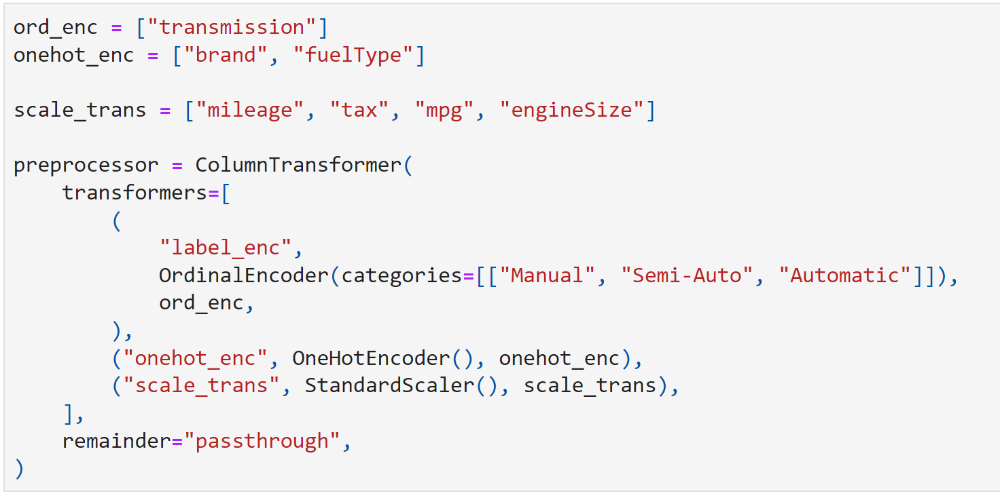 ord_enc = ["transmission"]
onehot_enc = ["brand", "fuelType"]

scale_trans = ["mileage", "tax", "mpg", "engineSize"]

preprocessor = ColumnTransformer(
    transformers=[
        (
            "label_enc",
            OrdinalEncoder(categories=[["Manual", "Semi-Auto", "Automatic"]]),
            ord_enc,
        ),
        ("onehot_enc", OneHotEncoder(), onehot_enc),
        ("scale_trans", StandardScaler(), scale_trans),
    ],
    remainder="passthrough",
)